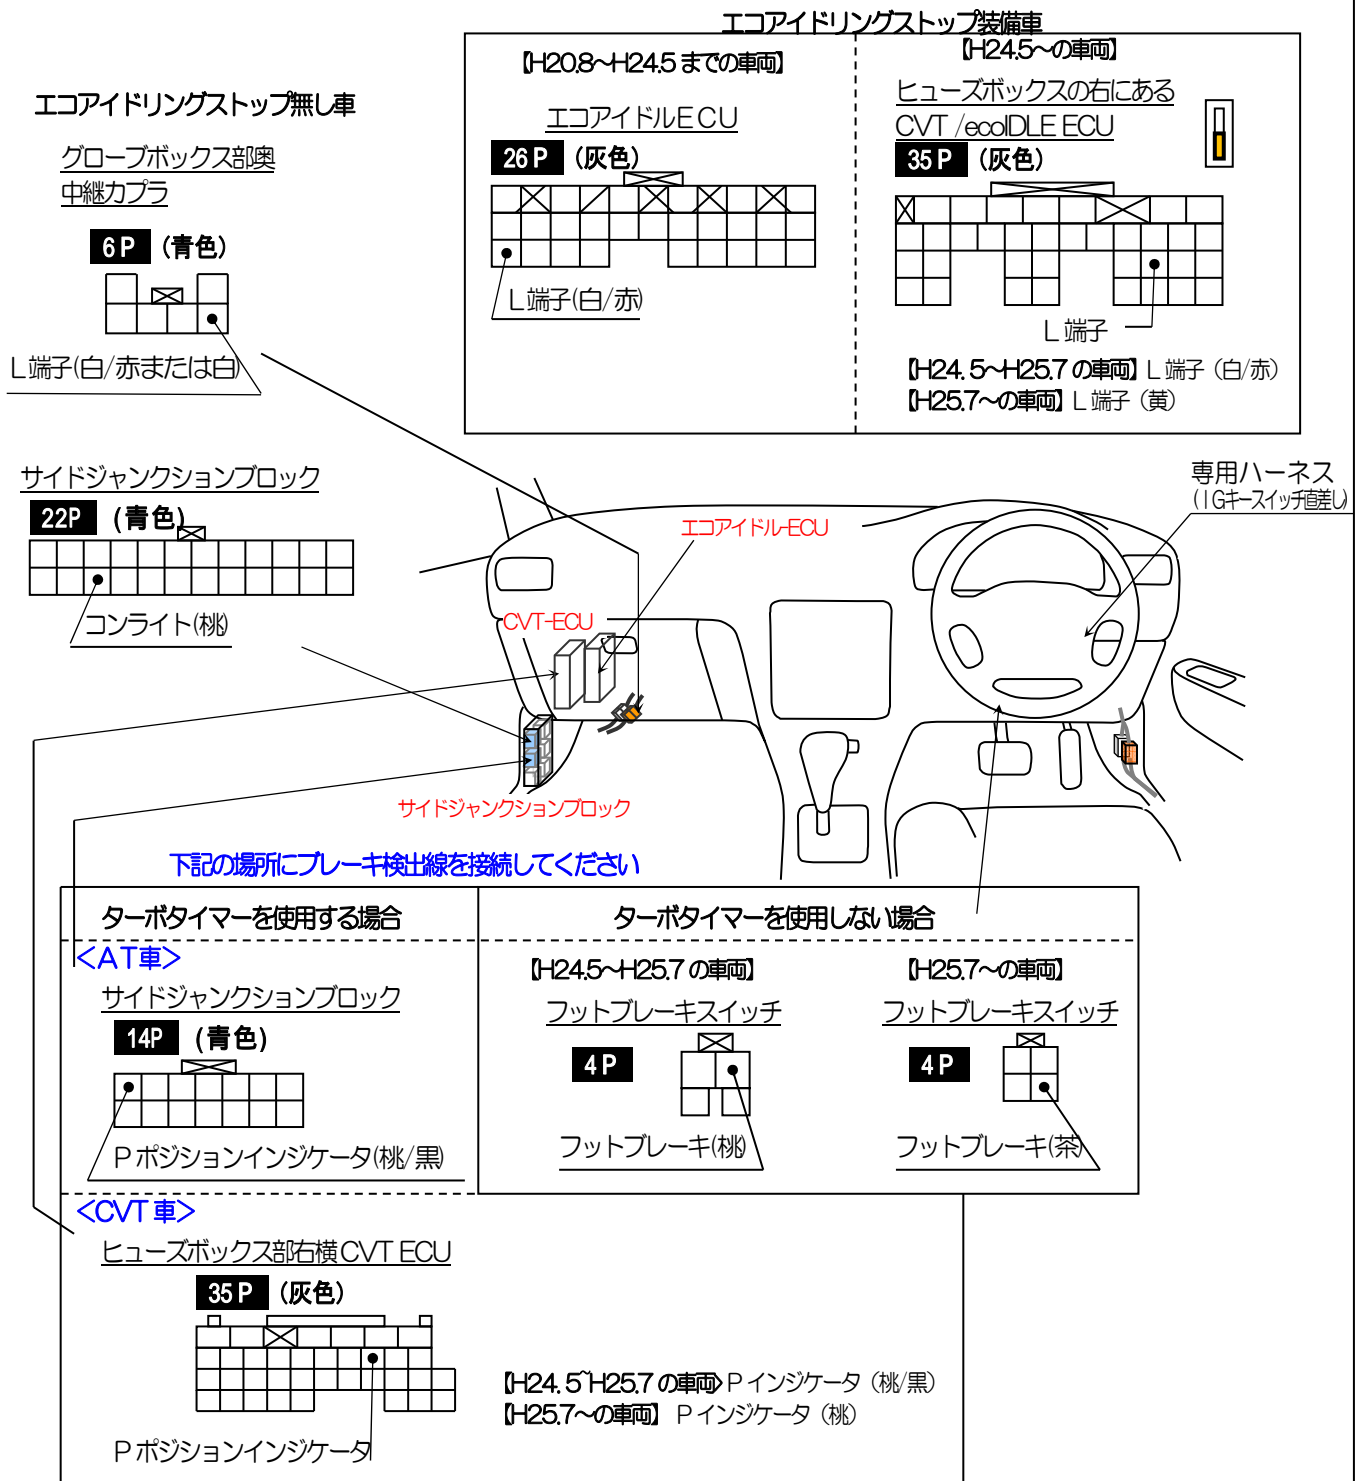 エコアイドリングストップ装備車
【H20.8～H24.5 までの車両】
エコアイドルECU
26 P （灰色）
L端子(白/赤)
【H24.5～の車両】
ヒューズボックスの右にある
CVT /ecoIDLE ECU
35 P （灰色）
L 端子
【H24. 5～H25.7 の車両】 L 端子（白/赤）
【H25.7～の車両】 L 端子（黄）
エコアイドリングストップ無し車
グローブボックス部奥
中継カプラ
6 P （青色）
L端子(白/赤または白)
サイドジャンクションブロック
22P （青色）
コンライト(桃)
専用ハーネス
（IGキースイッチ直差し）
エコアイドル-ECU
CVT-ECU
サイドジャンクションブロック
下記の場所にブレーキ検出線を接続してください
ターボタイマーを使用する場合
＜AT車＞
サイドジャンクションブロック
14P （青色）
Pポジションインジケータ(桃/黒)
ターボタイマーを使用しない場合
【H24.5～H25.7 の車両】
フットブレーキスイッチ
4 P
フットブレーキ(桃)
【H25.7～の車両】
フットブレーキスイッチ
4 P
フットブレーキ(茶)
＜CVT 車＞
ヒューズボックス部右横 CVT ECU
35 P （灰色）
Pポジションインジケータ
【H24. 5~H25.7 の車両> P インジケータ（桃/黒）
【H25.7～の車両】 P インジケータ（桃）